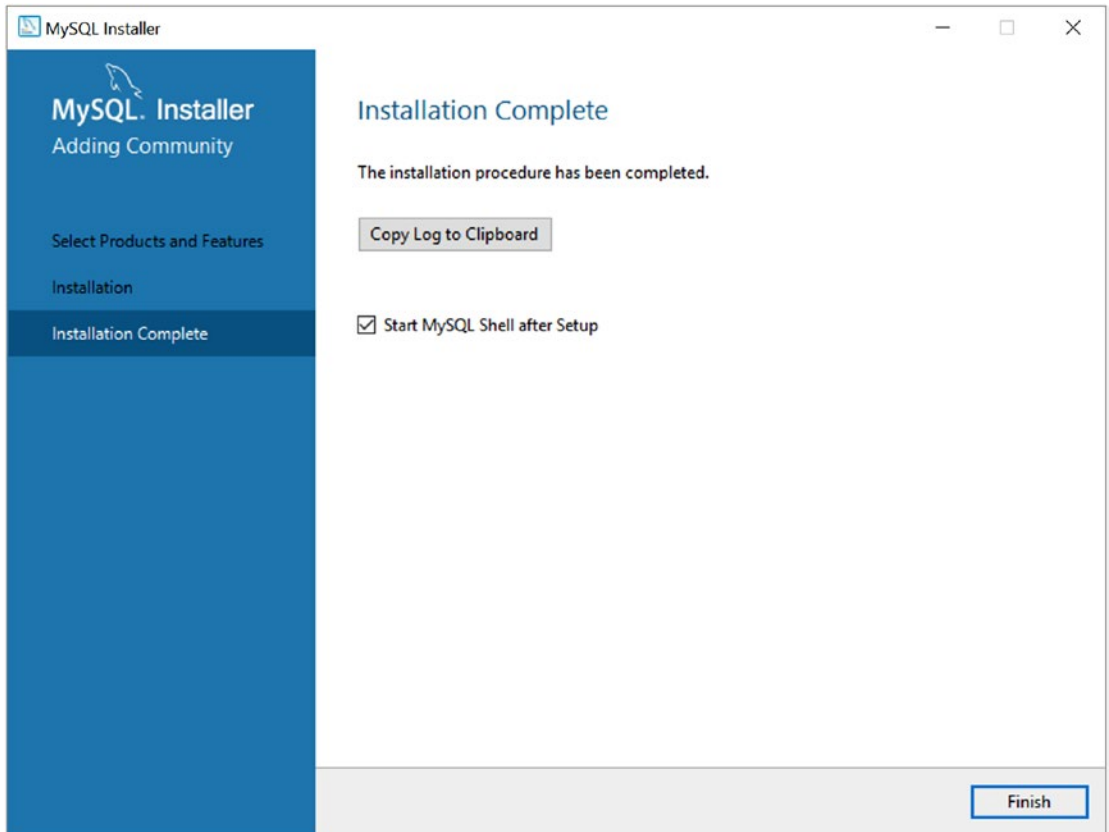 MySQL Installer
MySQL. Installer
Adding Community
Select Products and Features
Installation
Installation Complete
Installation Complete
The installation procedure has been completed.
Copy Log to Clipboard
Start MySQL Shell after Setup
Finish